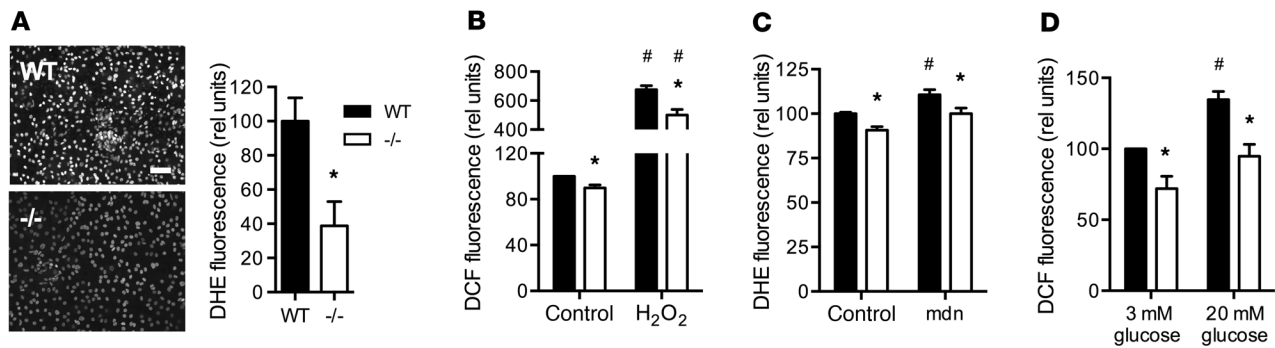 A
WT
-/-
DHE fluorescence (rel units)
120
100
80
60
40
20
0
WT -/-
WT
-/-
B
DCF fluorescence (rel units)
800
600
400
120
80
40
0
*
# #
*
Control H2O2
C
DHE fluorescence (rel units)
125
100
75
50
25
0
*
#
*
Control mdn
D
DCF fluorescence (rel units)
150
100
50
0
*
#
*
3 mM 20 mM
glucose glucose